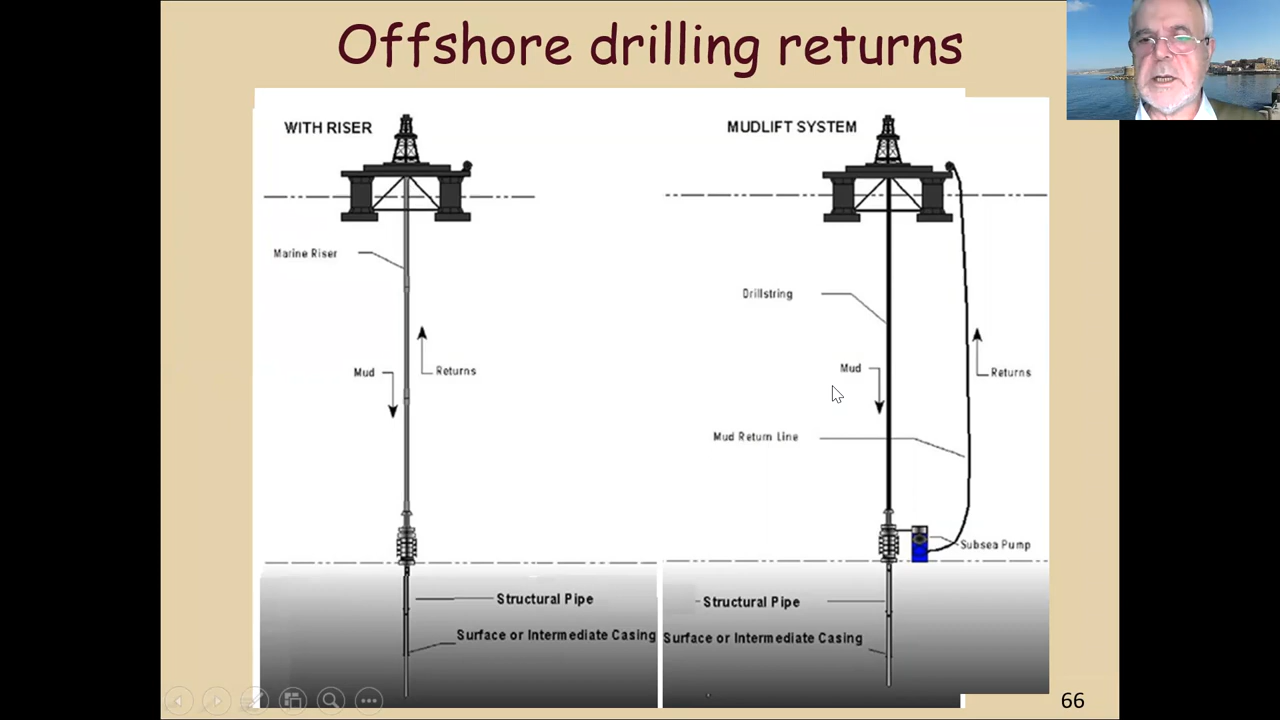 Offshore drilling returns
WITH RISER
Marine Riser
Mud
Returns
Structural Pipe
Surface or Intermediate Casing
MUDLIFT SYSTEM
Drillstring
Mud
Returns
Mud Return Line
Subsea Pump
Structural Pipe
Surface or Intermediate Casing
66